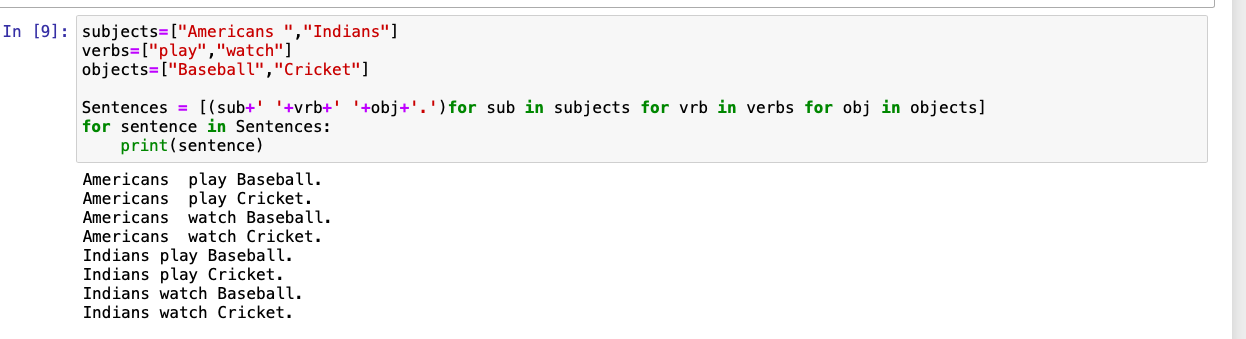 In [9]: subjects=["Americans ","Indians"]
verbs=["play","watch"]
objects=["Baseball","Cricket"]

Sentences = [(sub+' '+vrb+' '+obj+'.')for sub in subjects for vrb in verbs for obj in objects]
for sentence in Sentences:
    print(sentence)

Americans  play Baseball.
Americans  play Cricket.
Americans  watch Baseball.
Americans  watch Cricket.
Indians play Baseball.
Indians play Cricket.
Indians watch Baseball.
Indians watch Cricket.